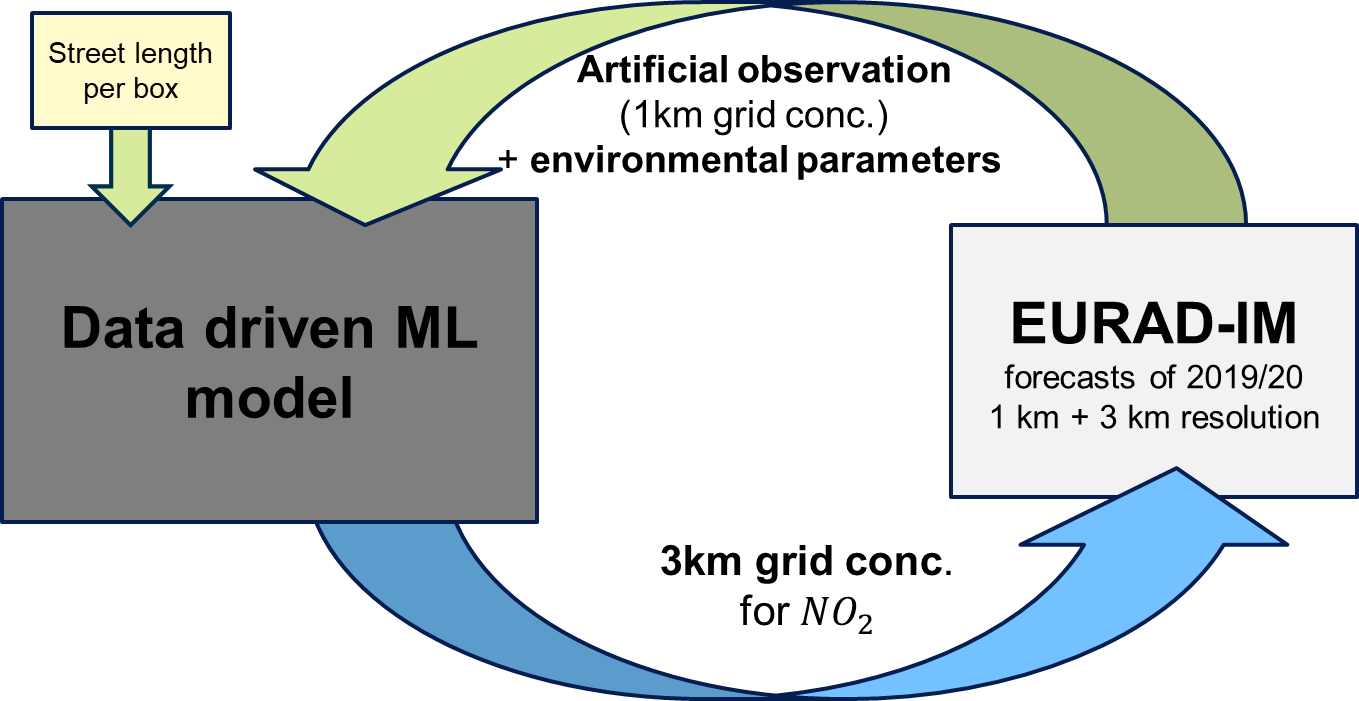 Street length
per box
Artificial observation
(1km grid conc.)
+ environmental parameters
Data driven ML
model
EURAD-IM
forecasts of 2019/20
1 km + 3 km resolution
3km grid conc.
for NO₂